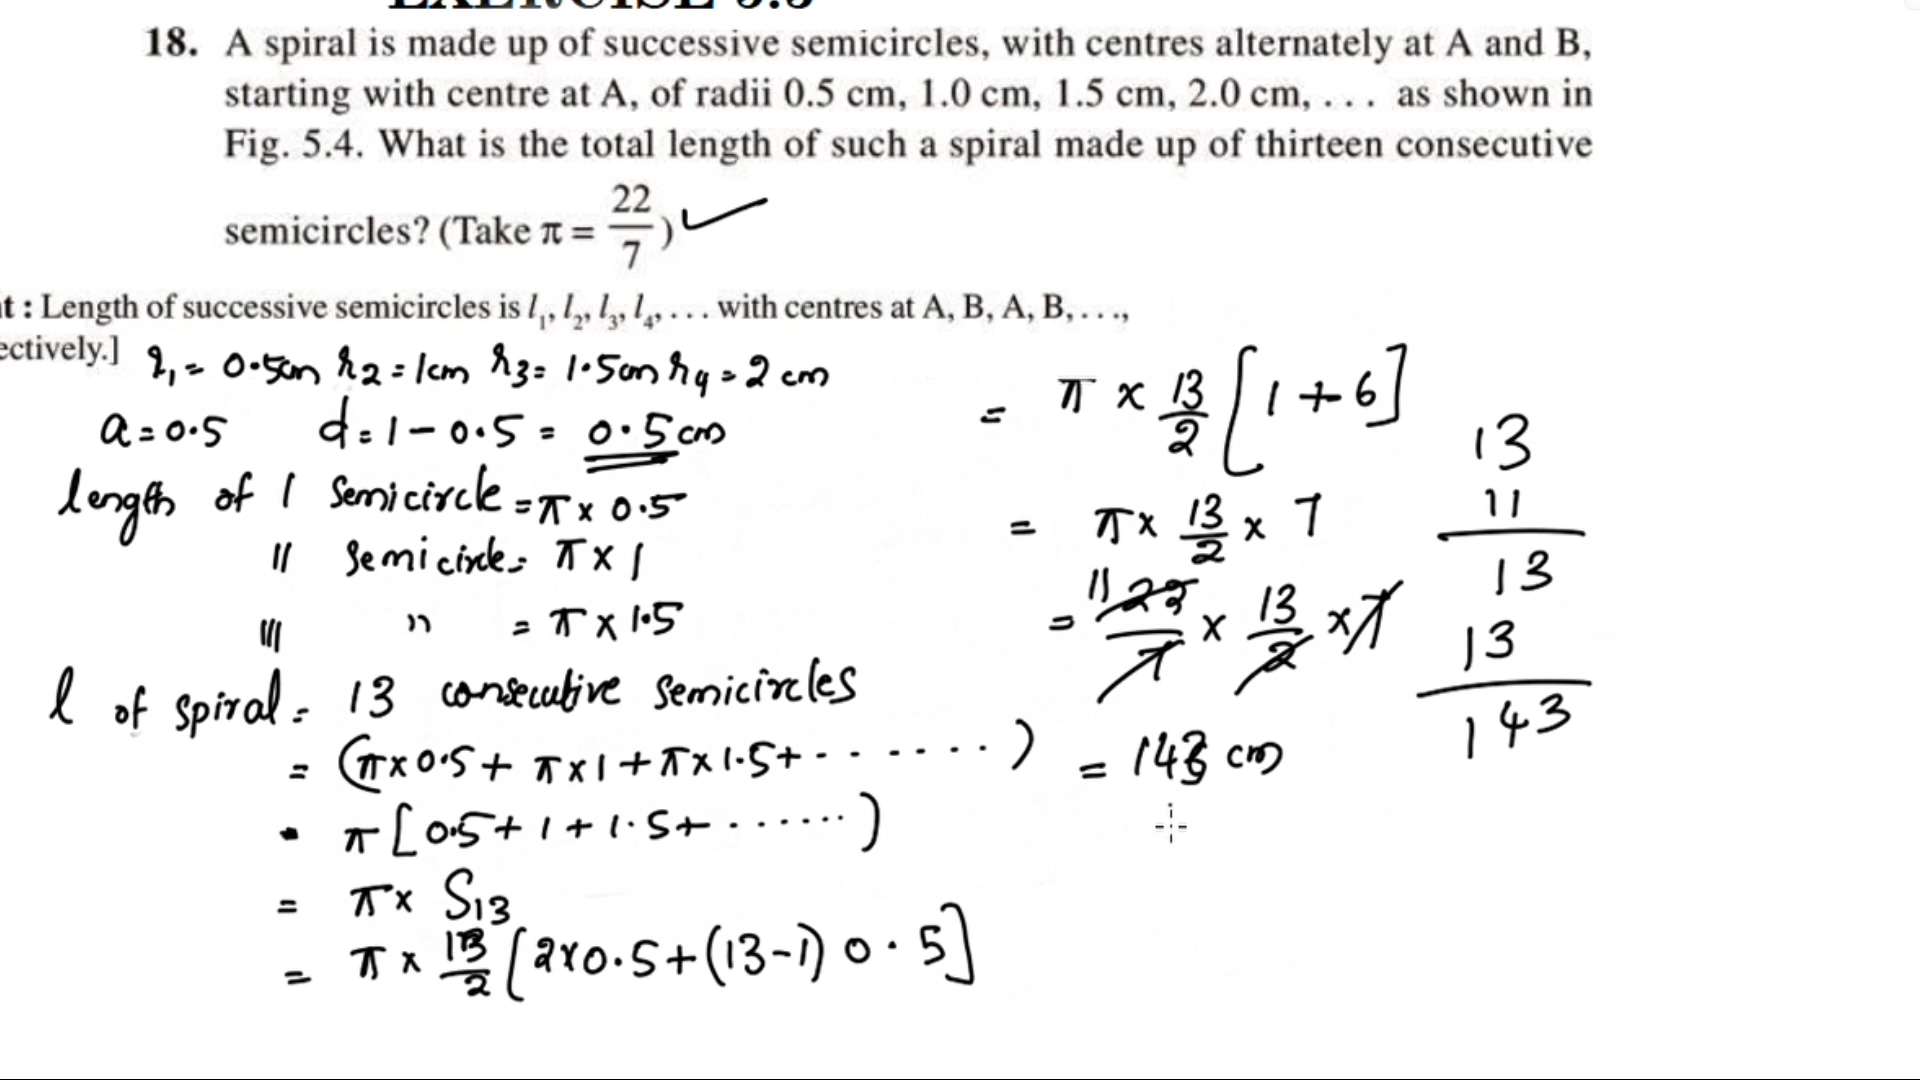 18. A spiral is made up of successive semicircles, with centres alternately at A and B,
starting with centre at A, of radii 0.5 cm, 1.0 cm, 1.5 cm, 2.0 cm, . . . as shown in
Fig. 5.4. What is the total length of such a spiral made up of thirteen consecutive
semicircles? (Take π = 22/7) ✓
t : Length of successive semicircles is l₁, l₂, l₃, l₄, . . . with centres at A, B, A, B, . . .,
ectively.]
r₁ = 0.5cm r₂ = 1cm r₃ = 1.5cm r₄ = 2 cm
a = 0.5 d = 1 - 0.5 = 0.5 cm
length of I Semicircle = π x 0.5
II Semicircle = π x 1
III " = π x 1.5
l of spiral = 13 consecutive semicircles
= (π x 0.5 + π x 1 + π x 1.5 + - - - - - - -)
= π [0.5 + 1 + 1.5 + .......)
= π x S₁₃
= π x 13/2 [2 x 0.5 + (13 - 1) 0.5]
= π x 13/2 [1 + 6]
= π x 13/2 x 7
= 11 22/7 x 13/2 x 7
= 143 cm
13
11
13
13
143